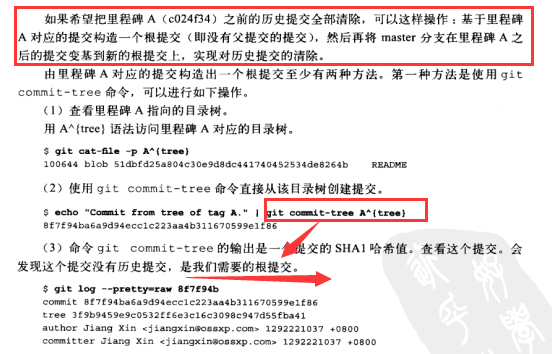 如果希望把里程碑 A（c024f34）之前的历史提交全部清除，可以这样操作：基于里程碑
A 对应的提交构造一个根提交（即没有父提交的提交），然后再将 master 分支在里程碑 A 之
后的提交变基到新的根提交上，实现对历史提交的清除。
由里程碑 A 对应的提交构造出一个根提交至少有两种方法。第一种方法是使用 git
commit-tree 命令，可以进行如下操作。
（1）查看里程碑 A 指向的目录树。
用 A^{tree} 语法访问里程碑 A 对应的目录树。
$ git cat-file -p A^{tree}
100644 blob 51dbfd25a804c30e9d8dc441740452534de8264b    README
（2）使用 git commit-tree 命令直接从该目录树创建提交。
$ echo "Commit from tree of tag A." | git commit-tree A^{tree}
8f7f94ba6a9d94ecc1c223aa4b311670599e1f86
（3）命令 git commit-tree 的输出是一个提交的 SHA1 哈希值。查看这个提交。会
发现这个提交没有历史提交，是我们需要的根提交。
$ git log --pretty=raw 8f7f94b
commit 8f7f94ba6a9d94ecc1c223aa4b311670599e1f86
tree 3f9b9459e9c0532ff6e3c16c3098c947d55fba41
author Jiang Xin <jiangxin@ossxp.com> 1292221037 +0800
committer Jiang Xin <jiangxin@ossxp.com> 1292221037 +0800